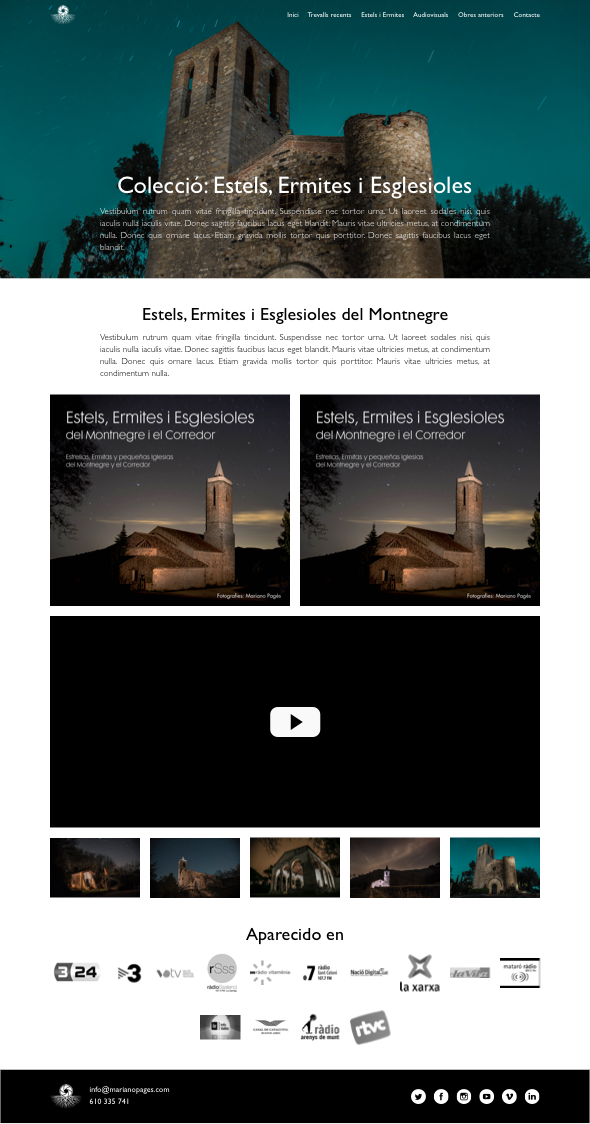 Inici Trevalls recents Estels i Ermites Audiovisuals Obres anteriors Contacte
Colecció: Estels, Ermites i Esglesioles
Vestibulum rutrum quam vitae fringilla tincidunt. Suspendisse nec tortor urna. Ut laoreet sodales nisi, quis
iaculis nulla iaculis vitae. Donec sagittis faucibus lacus eget blandit. Mauris vitae ultricies metus, at condimentum
nulla. Donec quis ornare lacus. Etiam gravida mollis tortor quis porttitor. Donec sagittis faucibus lacus eget
blandit.
Estels, Ermites i Esglesioles del Montnegre
Vestibulum rutrum quam vitae fringilla tincidunt. Suspendisse nec tortor urna. Ut laoreet sodales nisi, quis
iaculis nulla iaculis vitae. Donec sagittis faucibus lacus eget blandit. Mauris vitae ultricies metus, at condimentum
nulla. Donec quis ornare lacus. Etiam gravida mollis tortor quis porttitor. Mauris vitae ultricies metus, at
condimentum nulla.
Estels, Ermites i Esglesioles
del Montnegre i el Corredor
Estrellas, Ermitas y pequeñas Iglesias
del Montnegre y el Corredor
Fotografies: Mariano Pagès
Estels, Ermites i Esglesioles
del Montnegre i el Corredor
Estrellas, Ermitas y pequeñas Iglesias
del Montnegre y el Corredor
Fotografies: Mariano Pagès
Aparecido en
3 24
3
votv
rSss
ràdio vitamènia
.7 ràdio
Sant Celoni
107.7 FM
Nació Digital
la xarxa
laVila
mataró ràdio
ràdio
arenys de munt
rtvc
info@marianopages.com
610 335 741